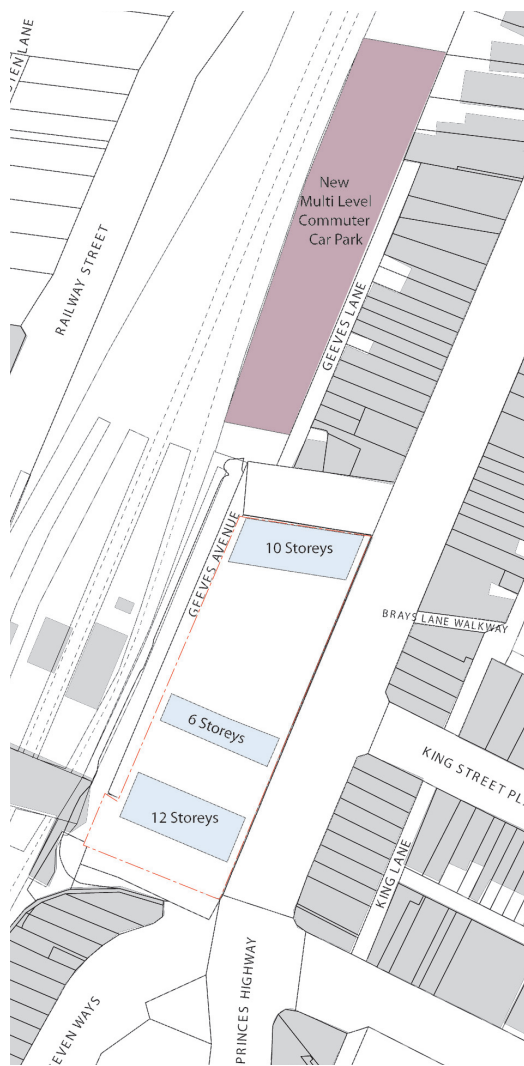 STEN LANE
New
Multi Level
Commuter
Car Park
RAILWAY STREET
GEEVES LANE
GEEVES AVENUE
10 Storeys
BRAYS LANE WALKWAY
6 Storeys
KING STREET PL
12 Storeys
KING LANE
PRINCES HIGHWAY
EVEN WAYS